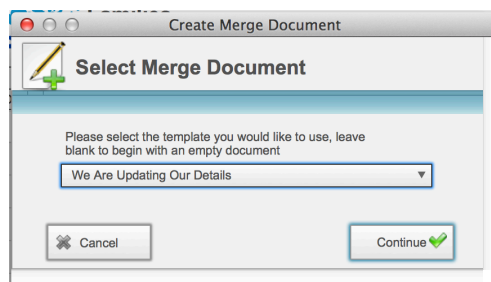 Create Merge Document
Select Merge Document
Please select the template you would like to use, leave
blank to begin with an empty document
We Are Updating Our Details
Cancel
Continue